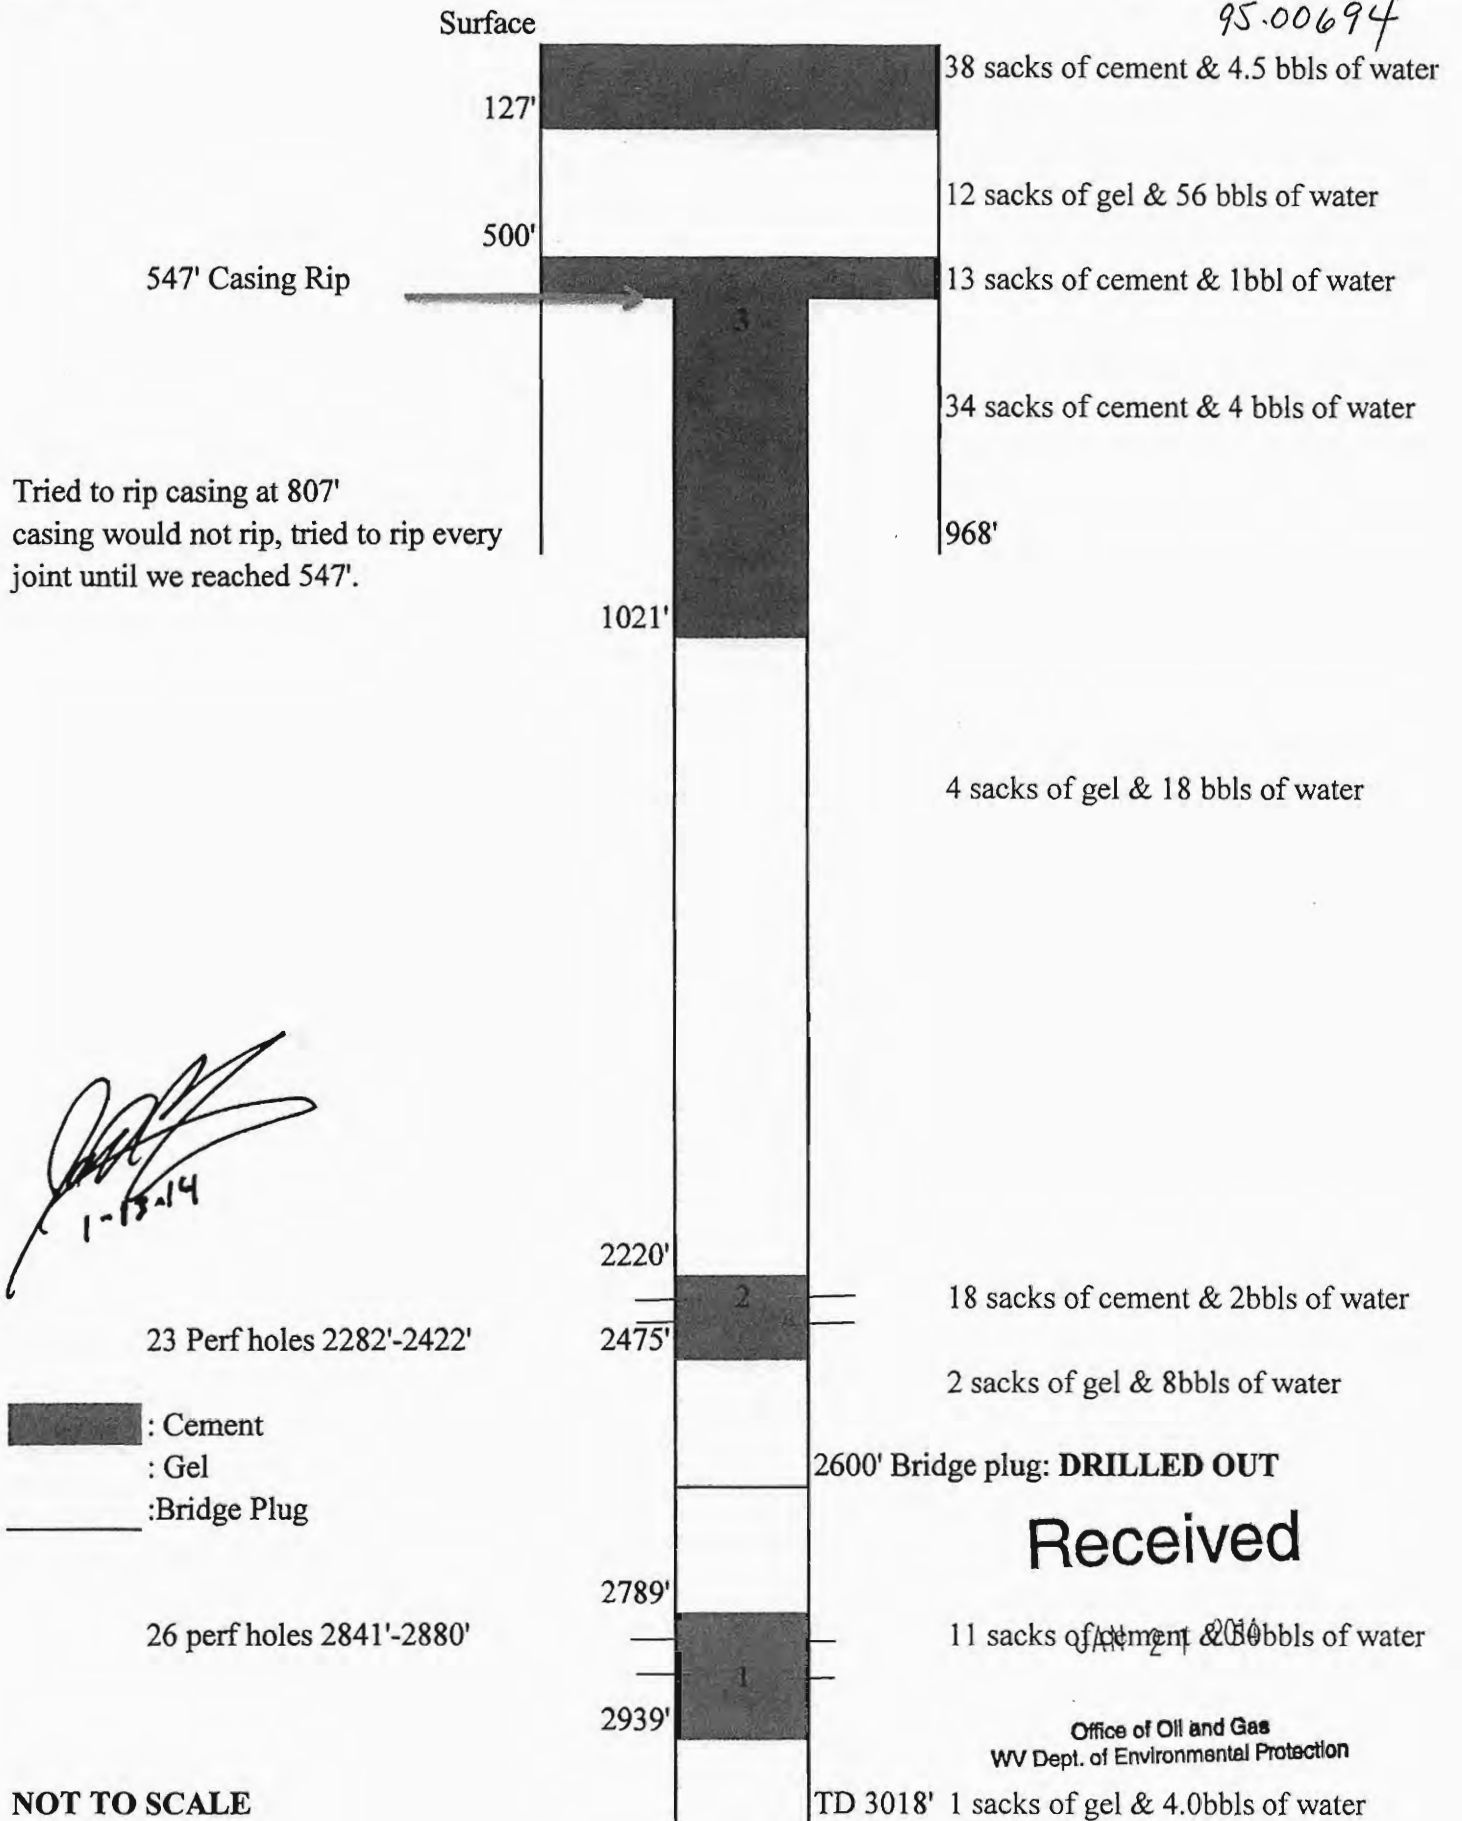 95.00694
Surface
38 sacks of cement & 4.5 bbls of water
127'
12 sacks of gel & 56 bbls of water
500'
547' Casing Rip
13 sacks of cement & 1bbl of water
3
34 sacks of cement & 4 bbls of water
Tried to rip casing at 807'
casing would not rip, tried to rip every
joint until we reached 547'.
968'
1021'
4 sacks of gel & 18 bbls of water
1-13-14
2220'
2
18 sacks of cement & 2bbls of water
23 Perf holes 2282'-2422'
2475'
2 sacks of gel & 8bbls of water
: Cement
: Gel
:Bridge Plug
2600' Bridge plug: DRILLED OUT
Received
2789'
26 perf holes 2841'-2880'
11 sacks of cement & bbls of water
JAN 21
1
2939'
Office of Oil and Gas
WV Dept. of Environmental Protection
NOT TO SCALE
TD 3018' 1 sacks of gel & 4.0bbls of water